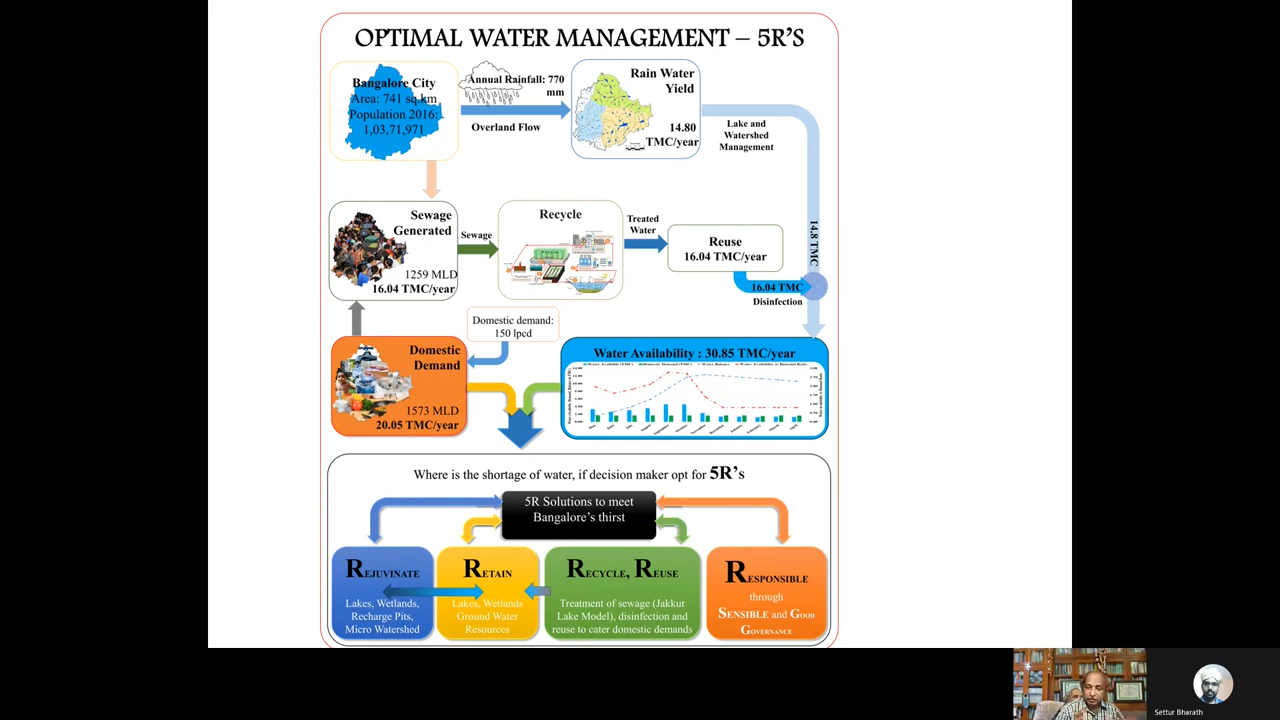 OPTIMAL WATER MANAGEMENT – 5R'S
Bangalore City
Area: 741 sq.km
Population 2016:
1,03,71,971
Annual Rainfall: 770
mm
Overland Flow
Rain Water
Yield
14.80
TMC/year
Lake and
Watershed
Management
14.8 TMC
Sewage
Generated
1259 MLD
16.04 TMC/year
Sewage
Recycle
Treated
Water
Reuse
16.04 TMC/year
16.04 TMC
Disinfection
Domestic demand:
150 lpcd
Domestic
Demand
1573 MLD
20.05 TMC/year
Water Availability : 30.85 TMC/year
Where is the shortage of water, if decision maker opt for 5R's
5R Solutions to meet
Bangalore's thirst
REJUVENATE
Lakes, Wetlands,
Recharge Pits,
Micro Watershed
RETAIN
Lakes, Wetlands
Ground Water
Resources
RECYCLE, REUSE
Treatment of sewage (Jakkur
Lake Model), disinfection and
reuse to cater domestic demands
RESPONSIBLE
through
SENSIBLE and GOOD
GOVERNANCE
Settur Bharath